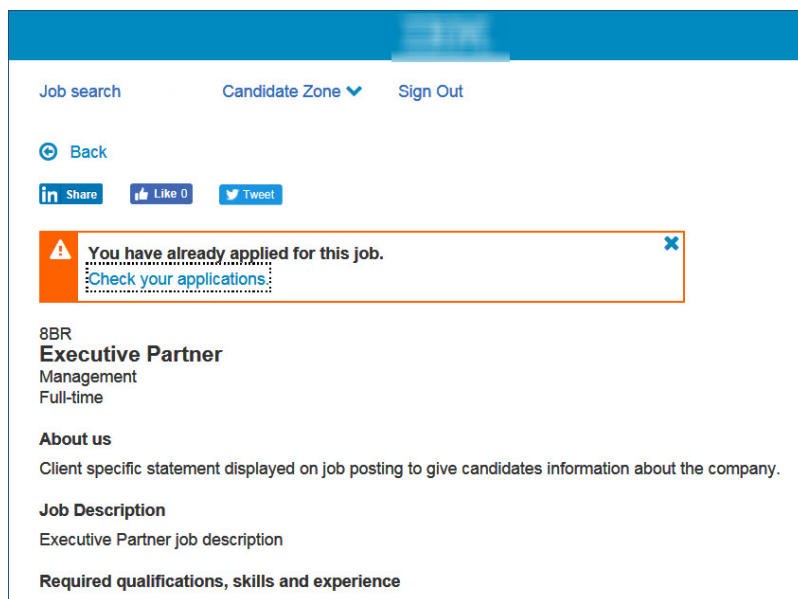 Job search Candidate Zone Sign Out
Back
in Share Like 0 Tweet
You have already applied for this job.
Check your applications.
8BR
Executive Partner
Management
Full-time
About us
Client specific statement displayed on job posting to give candidates information about the company.
Job Description
Executive Partner job description
Required qualifications, skills and experience